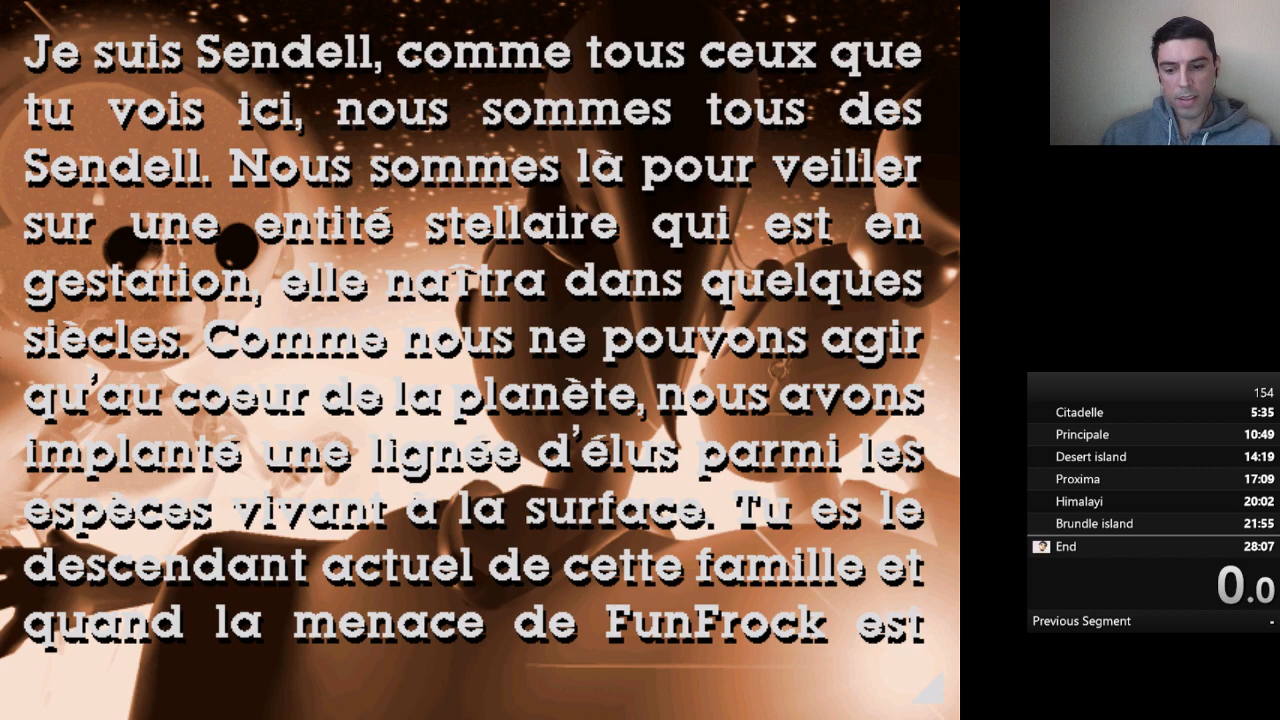 Je suis Sendell, comme tous ceux que
tu vois ici, nous sommes tous des
Sendell. Nous sommes là pour veiller
sur une entité stellaire qui est en
gestation, elle naîtra dans quelques
siècles. Comme nous ne pouvons agir
qu'au coeur de la planète, nous avons
implanté une lignée d'élus parmi les
espèces vivant à la surface. Tu es le
descendant actuel de cette famille et
quand la menace de FunFrock est
154
Citadelle 5:35
Principale 10:49
Desert island 14:19
Proxima 17:09
Himalayi 20:02
Brundle island 21:55
End 28:07
0.0
Previous Segment -